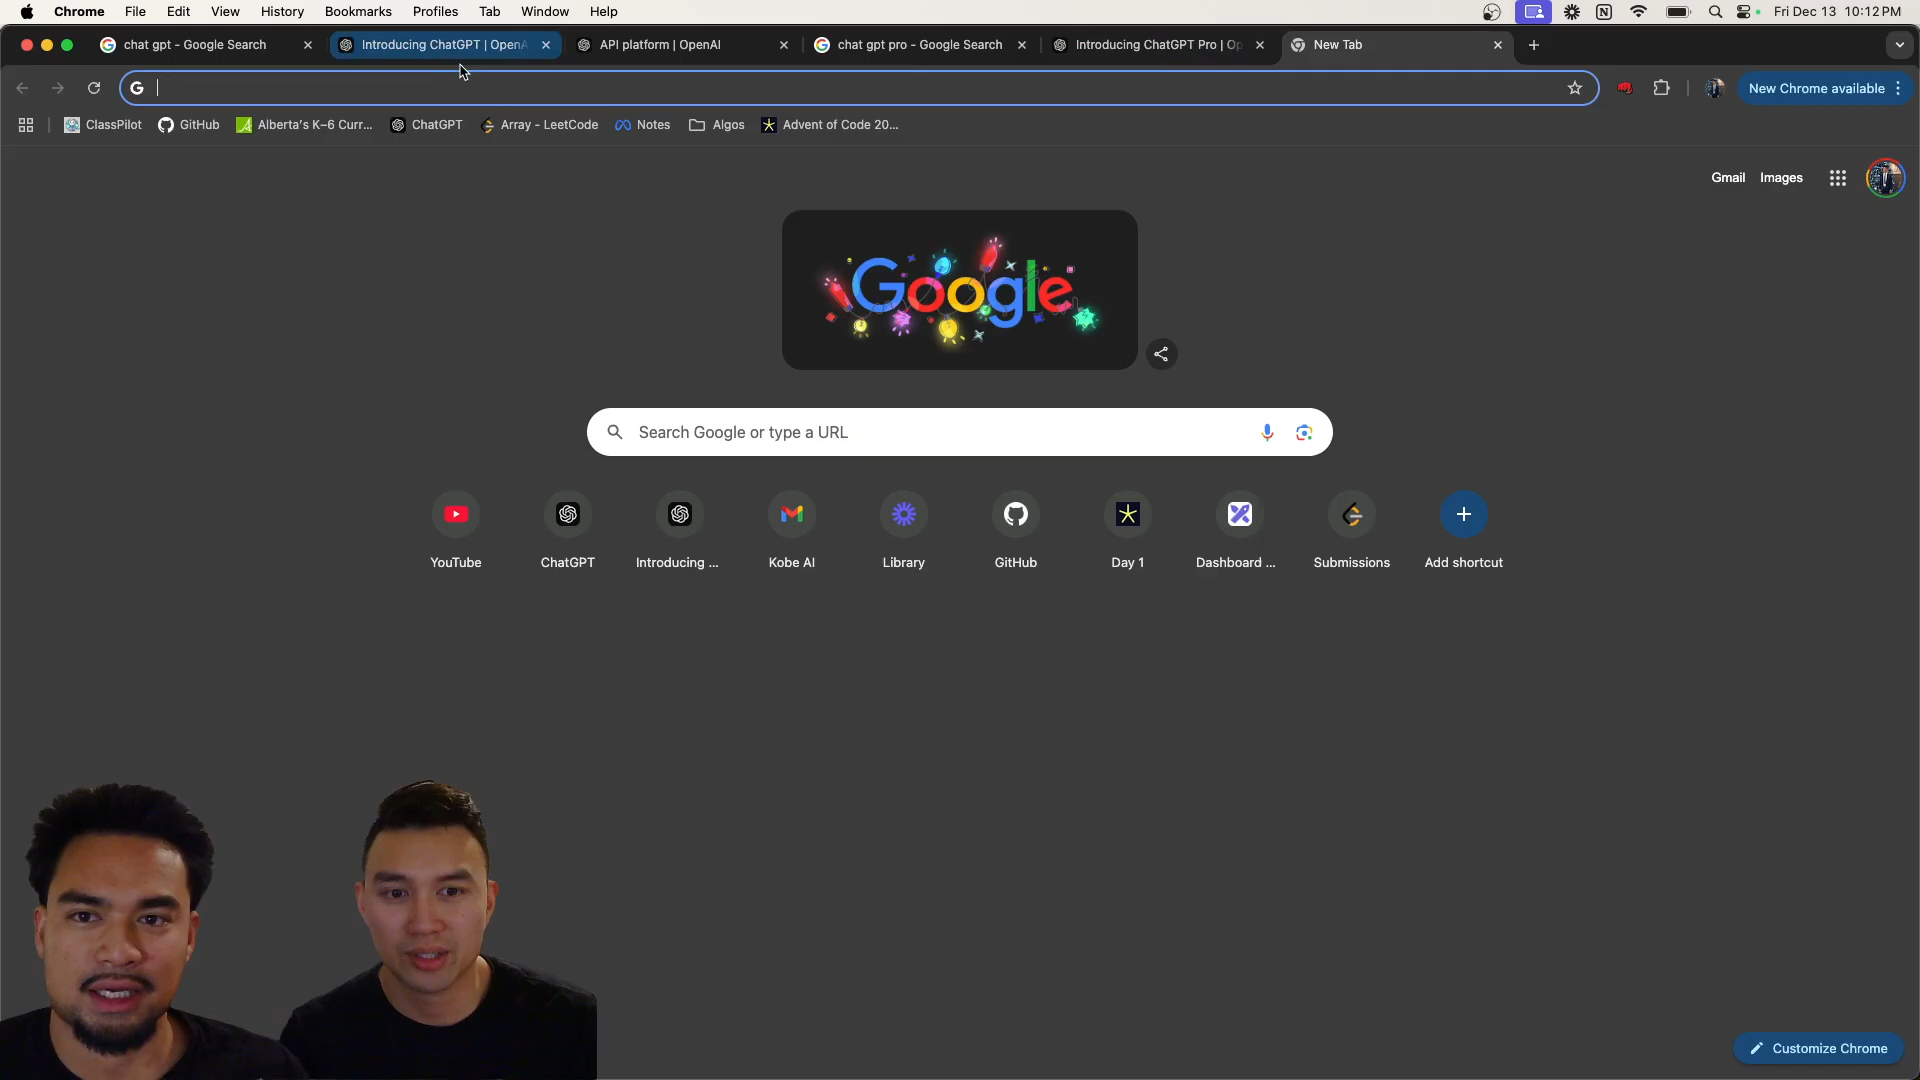 Chrome File Edit View History Bookmarks Profiles Tab Window Help Fri Dec 13 10:12 PM
chat gpt - Google Search Introducing ChatGPT | OpenA API platform | OpenAI chat gpt pro - Google Search Introducing ChatGPT Pro | Op New Tab
New Chrome available
ClassPilot GitHub Alberta's K–6 Curr... ChatGPT Array - LeetCode Notes Algos Advent of Code 20...
Gmail Images
Google
Search Google or type a URL
YouTube ChatGPT Introducing ... Kobe AI Library GitHub Day 1 Dashboard ... Submissions Add shortcut
Customize Chrome